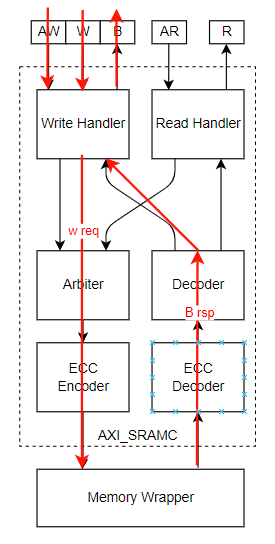 AW
W
B
AR
R
Write Handler
Read Handler
w req
Arbiter
Decoder
B rsp
ECC
Encoder
ECC
Decoder
AXI_SRAMC
Memory Wrapper